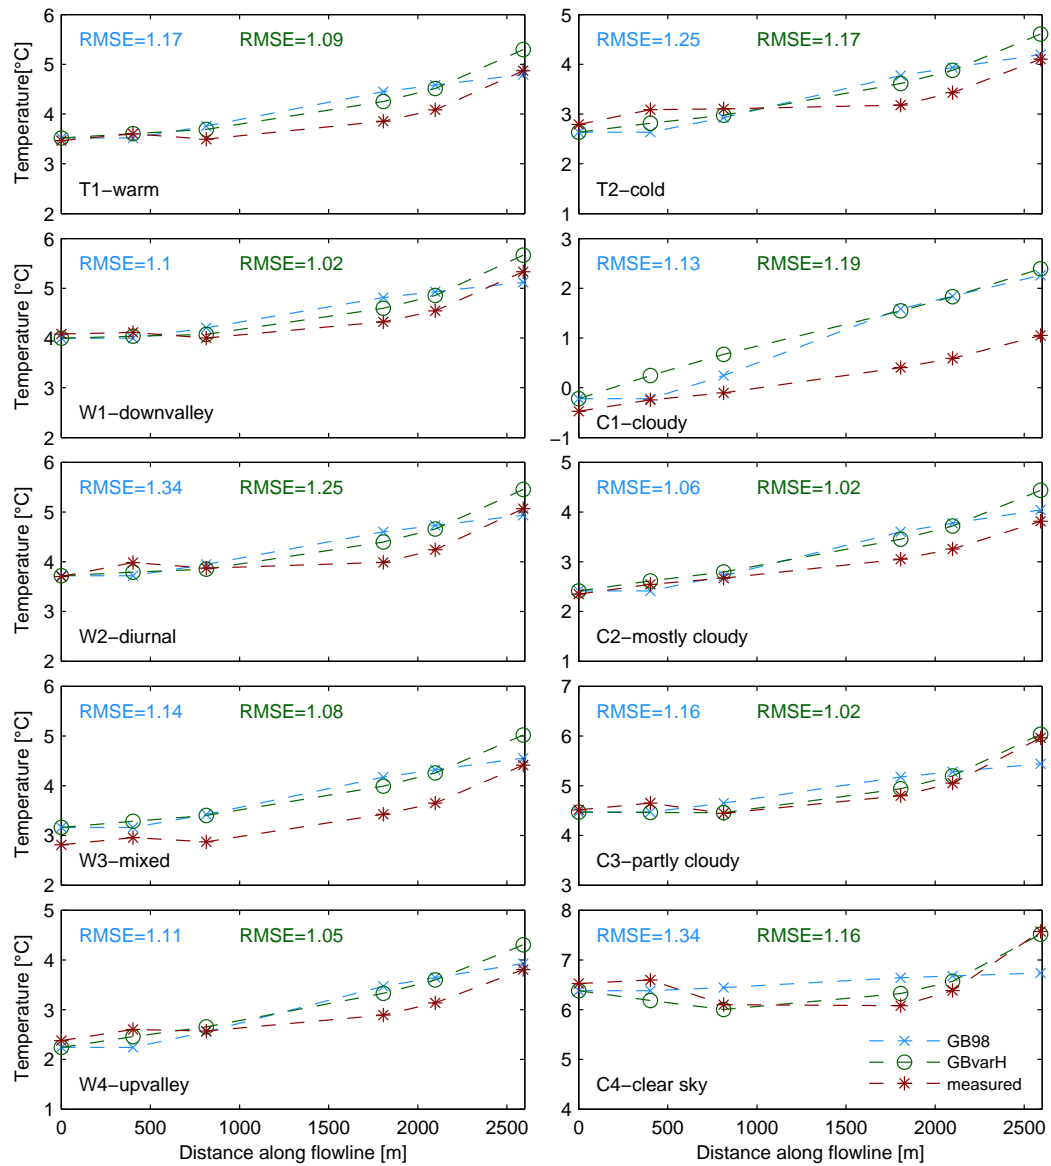 RMSE=1.17 RMSE=1.09
T1−warm
Temperature[°C]
6
5
4
3
2
RMSE=1.25 RMSE=1.17
T2−cold
5
4
3
2
1
RMSE=1.1 RMSE=1.02
W1−downvalley
Temperature [°C]
6
5
4
3
2
RMSE=1.13 RMSE=1.19
C1−cloudy
3
2
1
0
−1
RMSE=1.34 RMSE=1.25
W2−diurnal
Temperature [°C]
6
5
4
3
2
RMSE=1.06 RMSE=1.02
C2−mostly cloudy
5
4
3
2
1
RMSE=1.14 RMSE=1.08
W3−mixed
Temperature [°C]
6
5
4
3
2
RMSE=1.16 RMSE=1.02
C3−partly cloudy
7
6
5
4
3
RMSE=1.11 RMSE=1.05
W4−upvalley
Temperature [°C]
5
4
3
2
1
0 500 1000 1500 2000 2500
Distance along flowline [m]
RMSE=1.34 RMSE=1.16
C4−clear sky
GB98
GBvarH
measured
8
7
6
5
4
0 500 1000 1500 2000 2500
Distance along flowline [m]